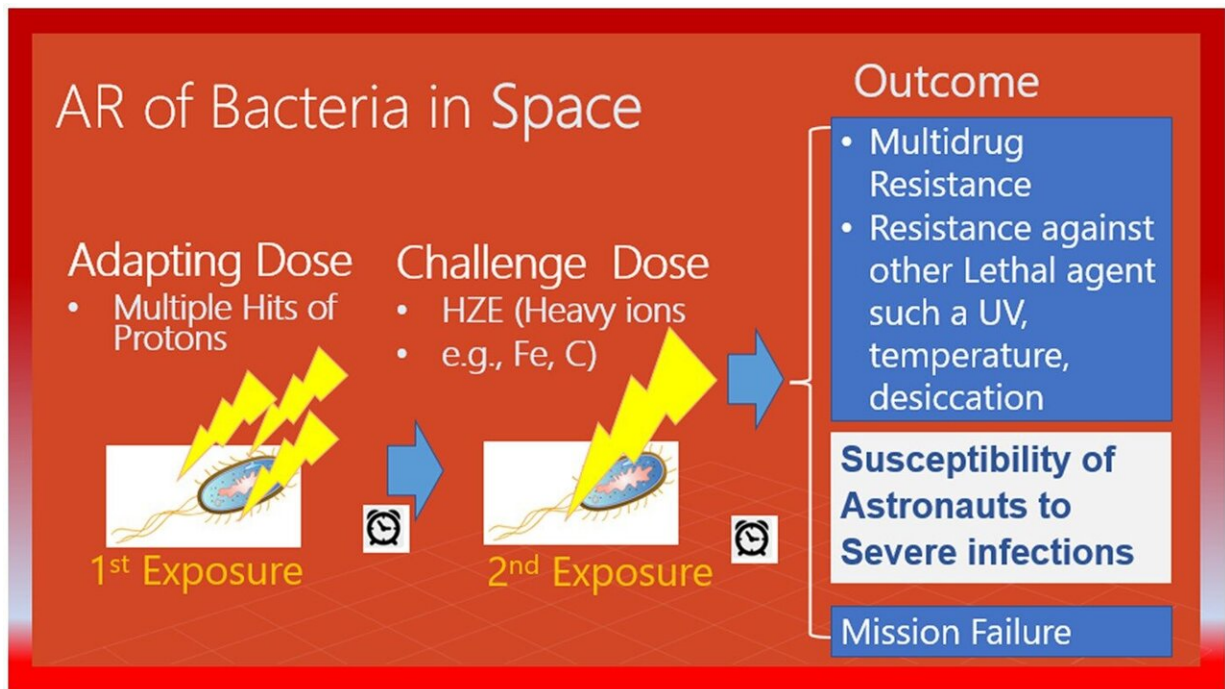 AR of Bacteria in Space
Adapting Dose
• Multiple Hits of
Protons
1st Exposure
Challenge Dose
• HZE (Heavy ions
• e.g., Fe, C)
2nd Exposure
Outcome
• Multidrug
Resistance
• Resistance against
other Lethal agent
such a UV,
temperature,
desiccation
Susceptibility of
Astronauts to
Severe infections
Mission Failure